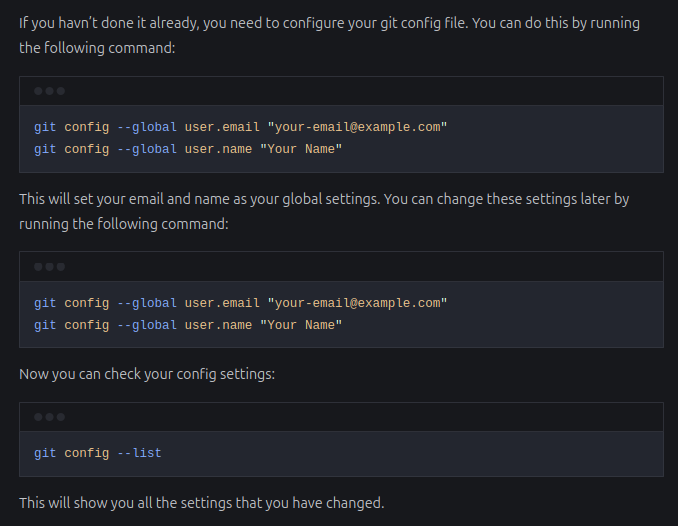 If you havn't done it already, you need to configure your git config file. You can do this by running
the following command:
git config --global user.email "your-email@example.com"
git config --global user.name "Your Name"
This will set your email and name as your global settings. You can change these settings later by
running the following command:
git config --global user.email "your-email@example.com"
git config --global user.name "Your Name"
Now you can check your config settings:
git config --list
This will show you all the settings that you have changed.